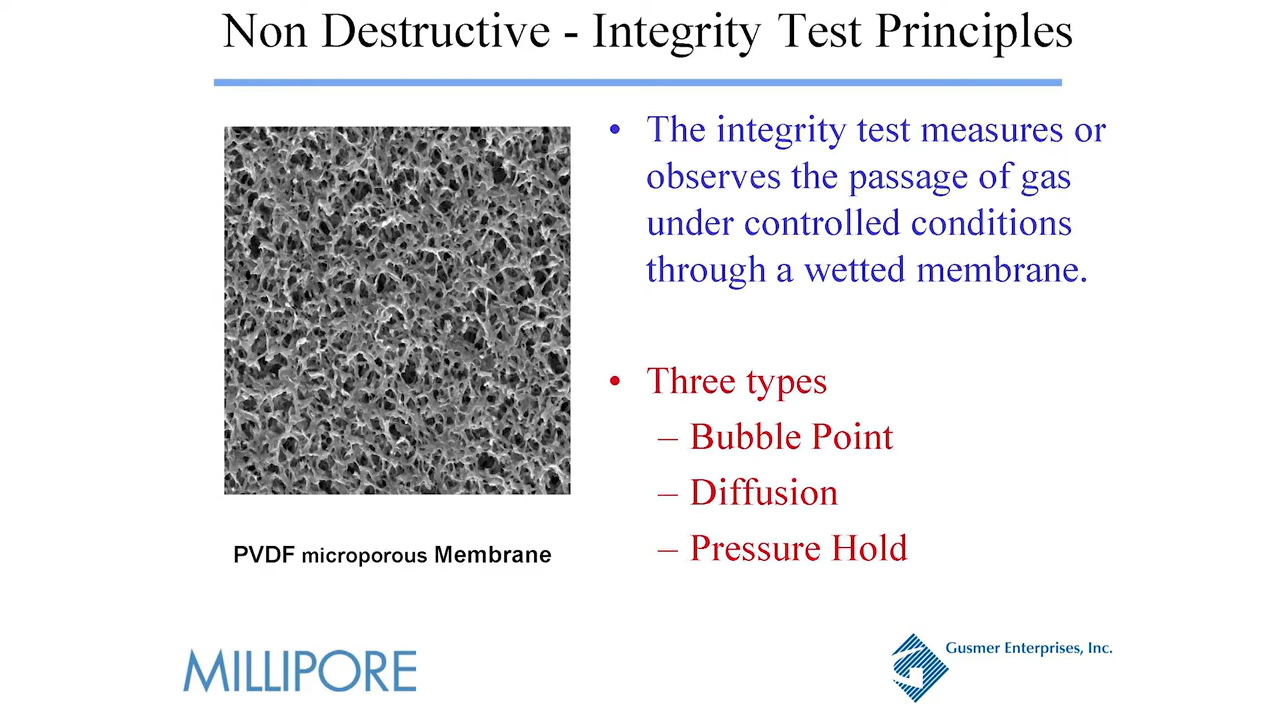 Non Destructive - Integrity Test Principles
• The integrity test measures or
observes the passage of gas
under controlled conditions
through a wetted membrane.
• Three types
– Bubble Point
– Diffusion
– Pressure Hold
PVDF microporous Membrane
MILLIPORE
Gusmer Enterprises, Inc.